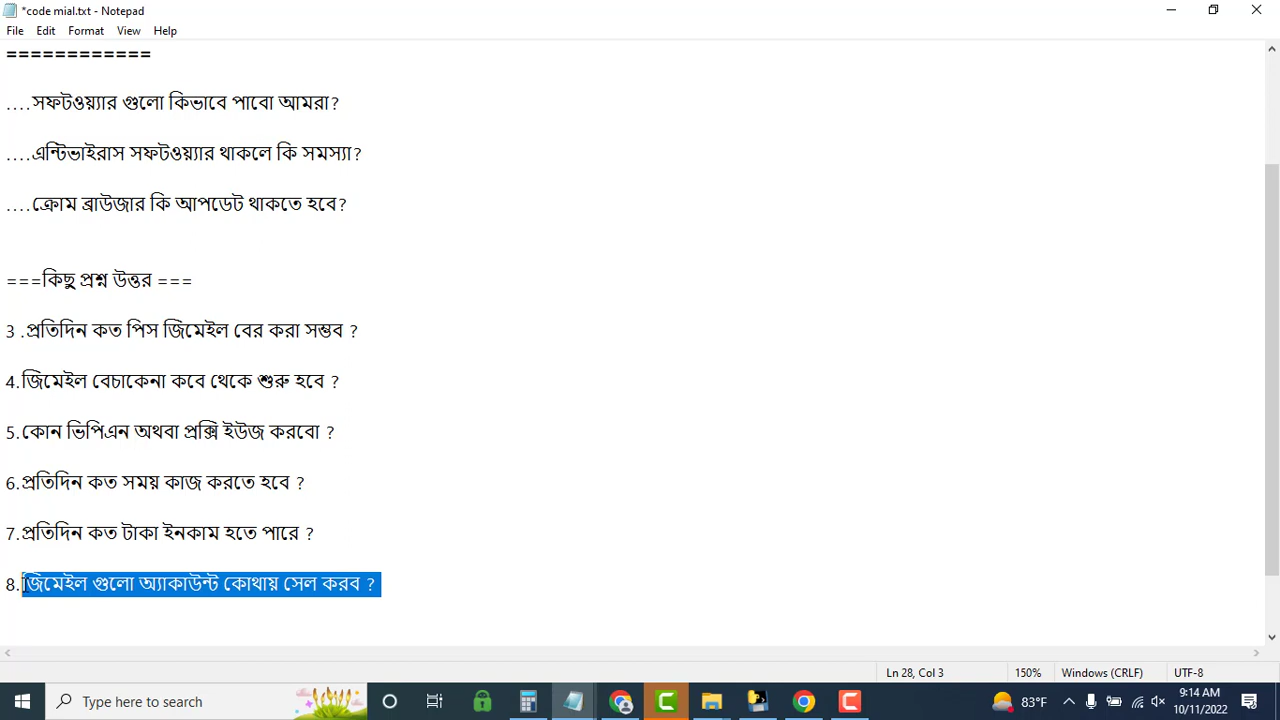 *code mial.txt - Notepad
File Edit Format View Help
============
....সফটওয়্যার গুলো কিভাবে পাবো আমরা?
....এন্টিভাইরাস সফটওয়্যার থাকলে কি সমস্যা?
....ক্রোম ব্রাউজার কি আপডেট থাকতে হবে?
===কিছু প্রশ্ন উত্তর ===
3 .প্রতিদিন কত পিস জিমেইল বের করা সম্ভব ?
4.জিমেইল বেচাকেনা কবে থেকে শুরু হবে ?
5.কোন ভিপিএন অথবা প্রক্সি ইউজ করবো ?
6.প্রতিদিন কত সময় কাজ করতে হবে ?
7.প্রতিদিন কত টাকা ইনকাম হতে পারে ?
8.জিমেইল গুলো অ্যাকাউন্ট কোথায় সেল করব ?
Ln 28, Col 3 150% Windows (CRLF) UTF-8
Type here to search 83°F 9:14 AM
10/11/2022